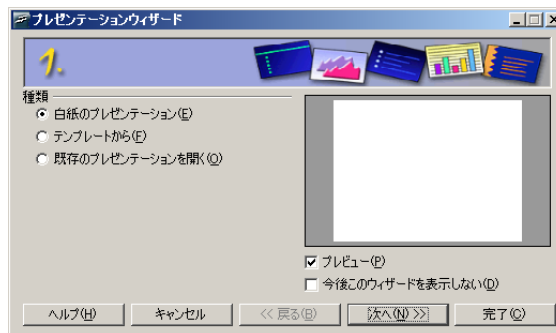 プレゼンテーションウィザード
1.
種類
白紙のプレゼンテーション(E)
テンプレートから(F)
既存のプレゼンテーションを開く(O)
プレビュー(P)
今後このウィザードを表示しない(D)
ヘルプ(H) キャンセル << 戻る(B) 次へ(N) >> 完了(C)